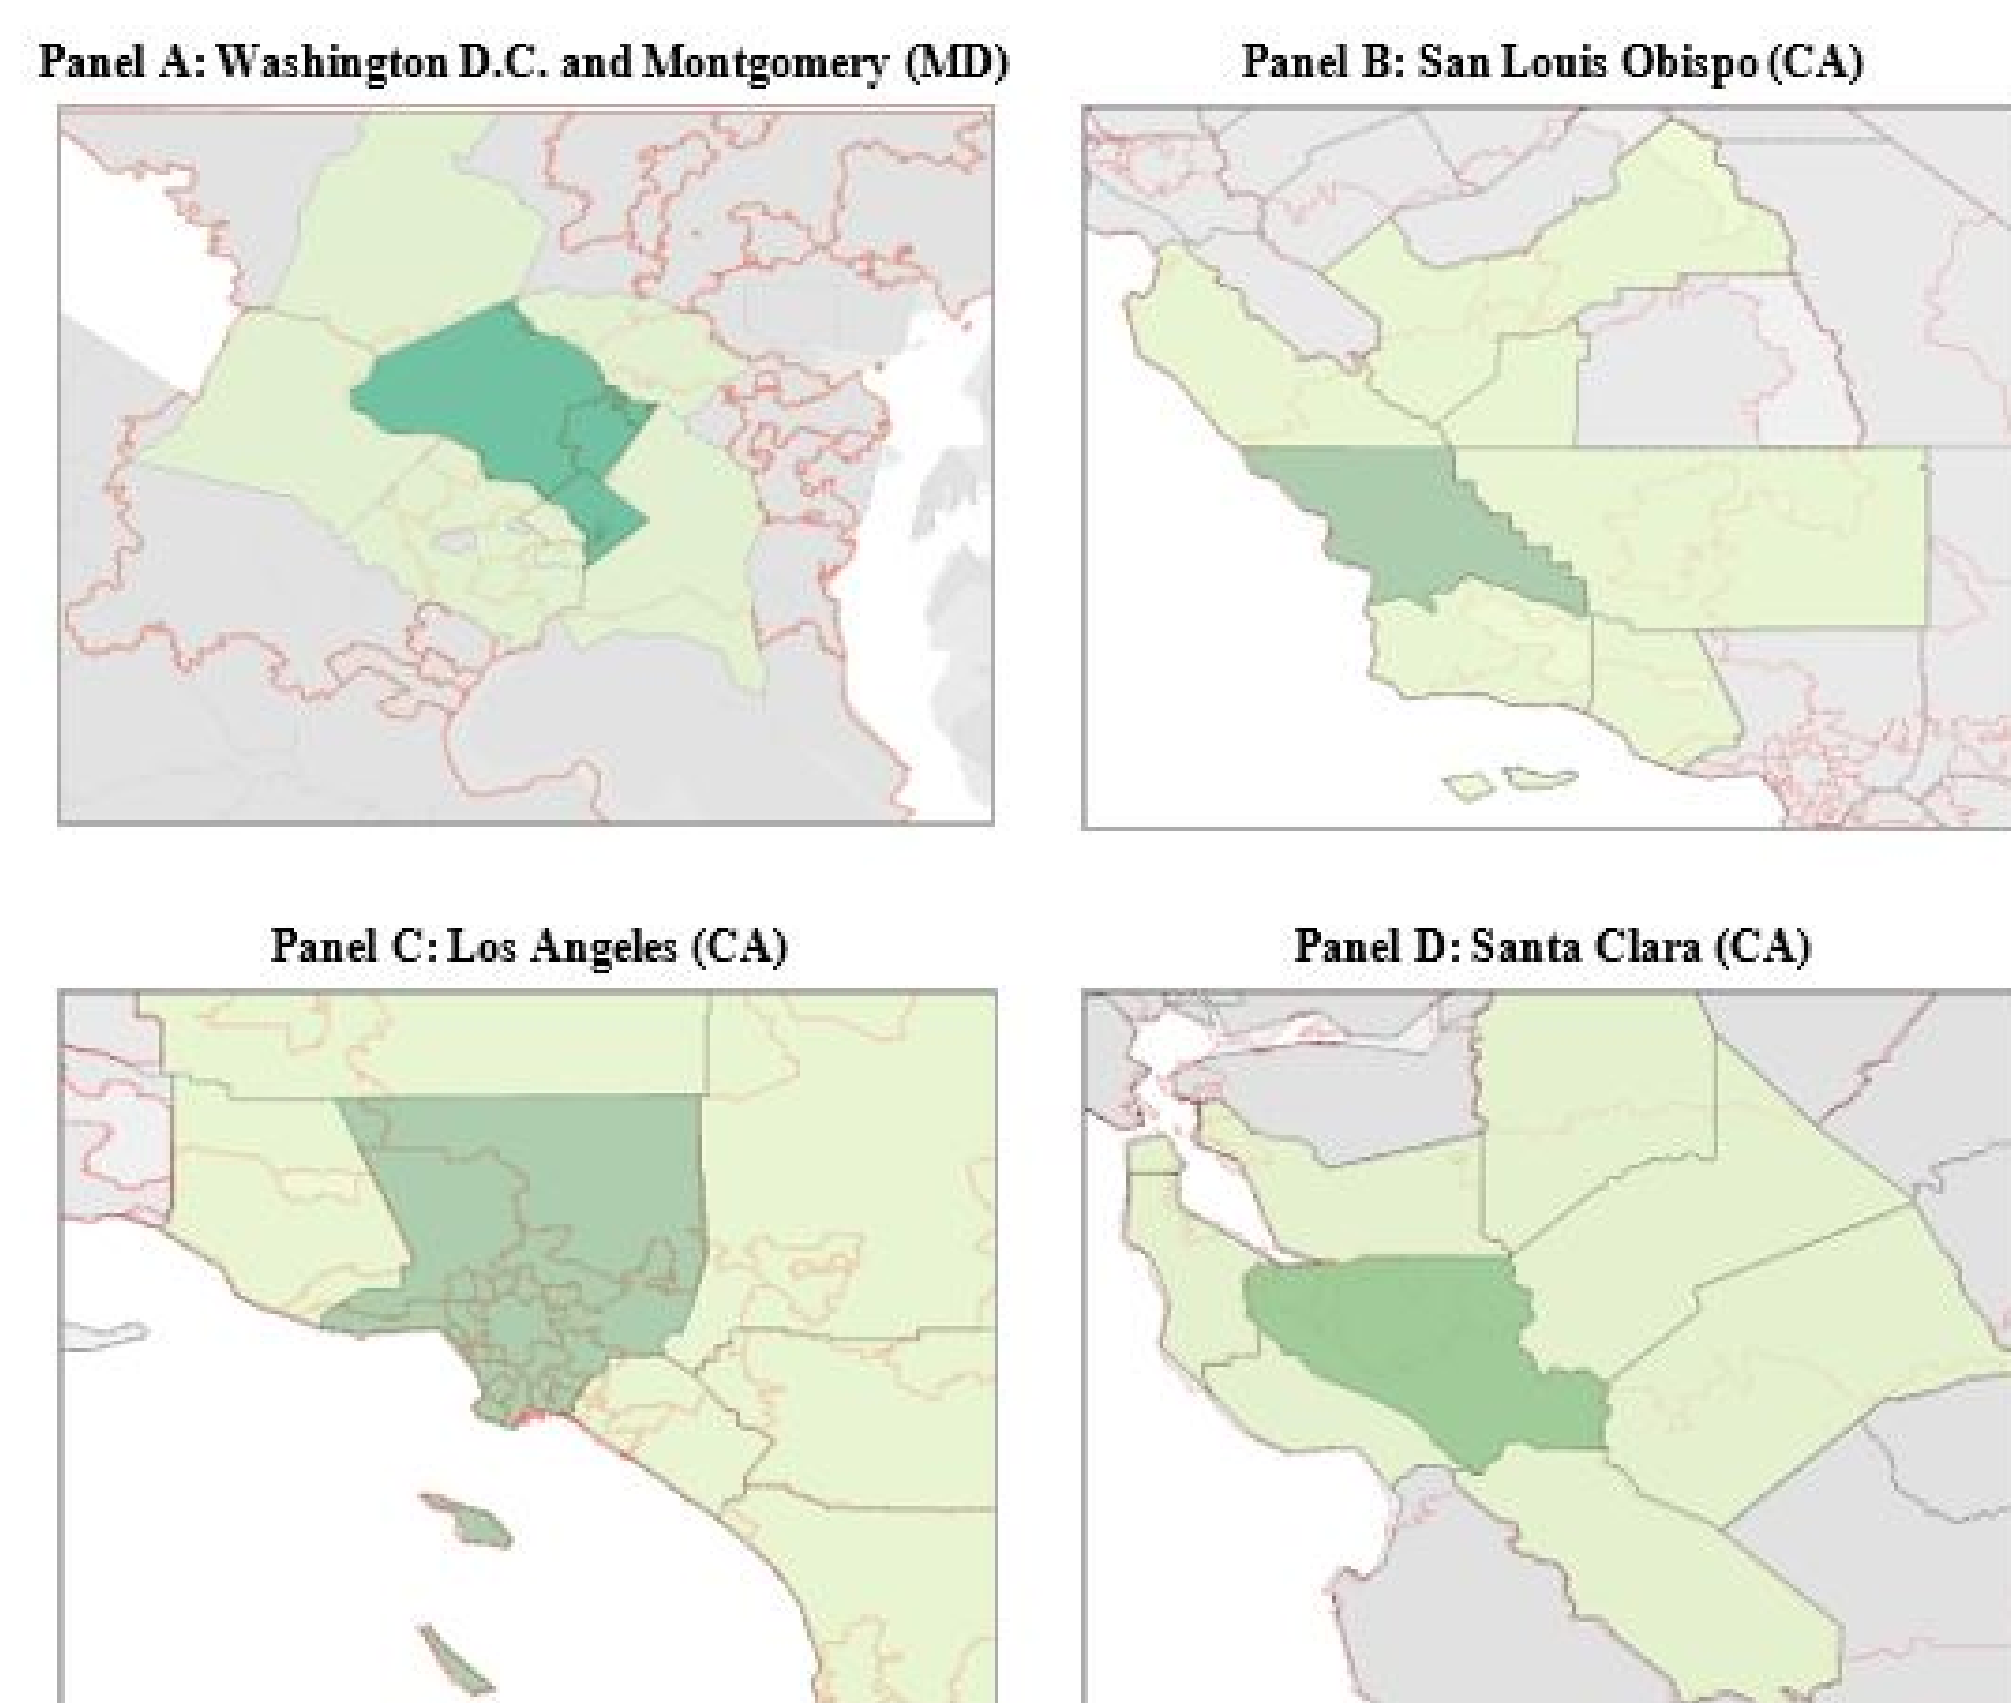 Panel A: Washington D.C. and Montgomery (MD)
Panel B: San Louis Obispo (CA)
Panel C: Los Angeles (CA)
Panel D: Santa Clara (CA)